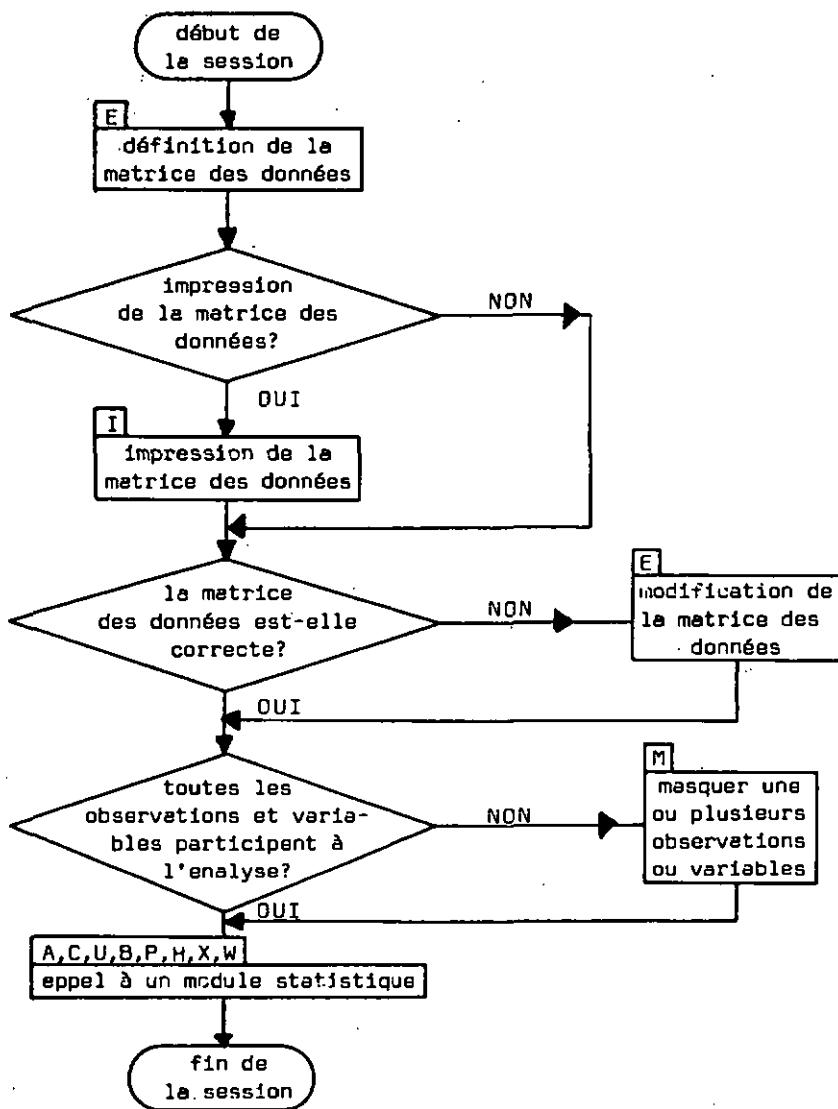 début de
la session
E
définition de la
matrice des données
impression
de la matrice des
données?
NON
OUI
I
impression de la
matrice des données
la matrice
des données est-elle
correcte?
NON
E
modification de
la matrice des
données
OUI
toutes les
observations et varia-
bles participent à
l'enalyse?
NON
M
masquer une
ou plusieurs
observations
ou variables
OUI
A,C,U,B,P,H,X,W
eppel à un module statistique
fin de
la session